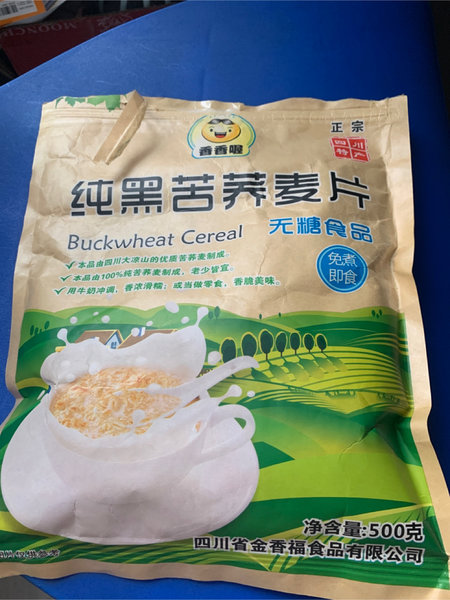 MOONC
香香嘴
正宗
四川
特产
纯黑苦荞麦片
Buckwheat Cereal
无糖食品
✓本品由四川大凉山的优质苦荞麦制成。
✓本品由100%纯苦荞麦制成，老少皆宜。
✓用牛奶冲调，香浓滑糯；或当做零食，香脆美味。
免煮
即食
净含量:500克
四川省金香福食品有限公司